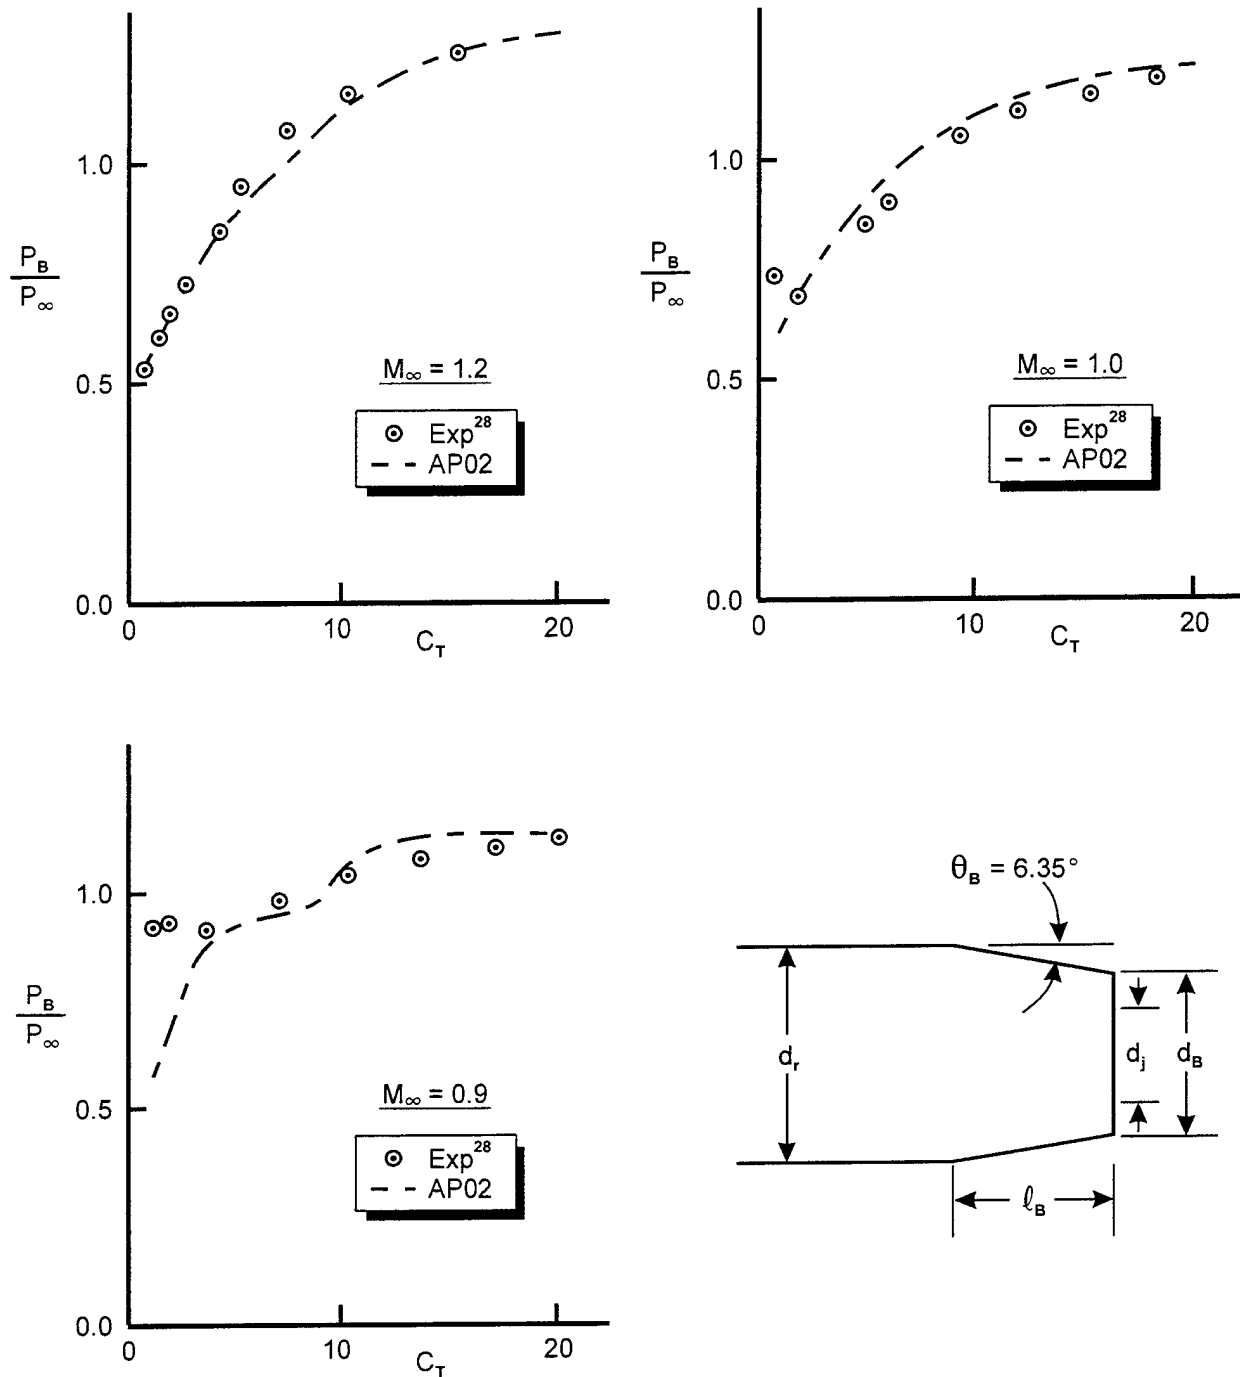 1.0
P_B
P_∞
0.5
M_∞ = 1.2
Exp^28
AP02
0.0
0
10
20
C_T
1.0
P_B
P_∞
0.5
M_∞ = 1.0
Exp^28
AP02
0.0
0
10
20
C_T
1.0
P_B
P_∞
0.5
M_∞ = 0.9
Exp^28
AP02
0.0
0
10
20
C_T
θ_B = 6.35°
d_r
d_j
d_B
ℓ_B